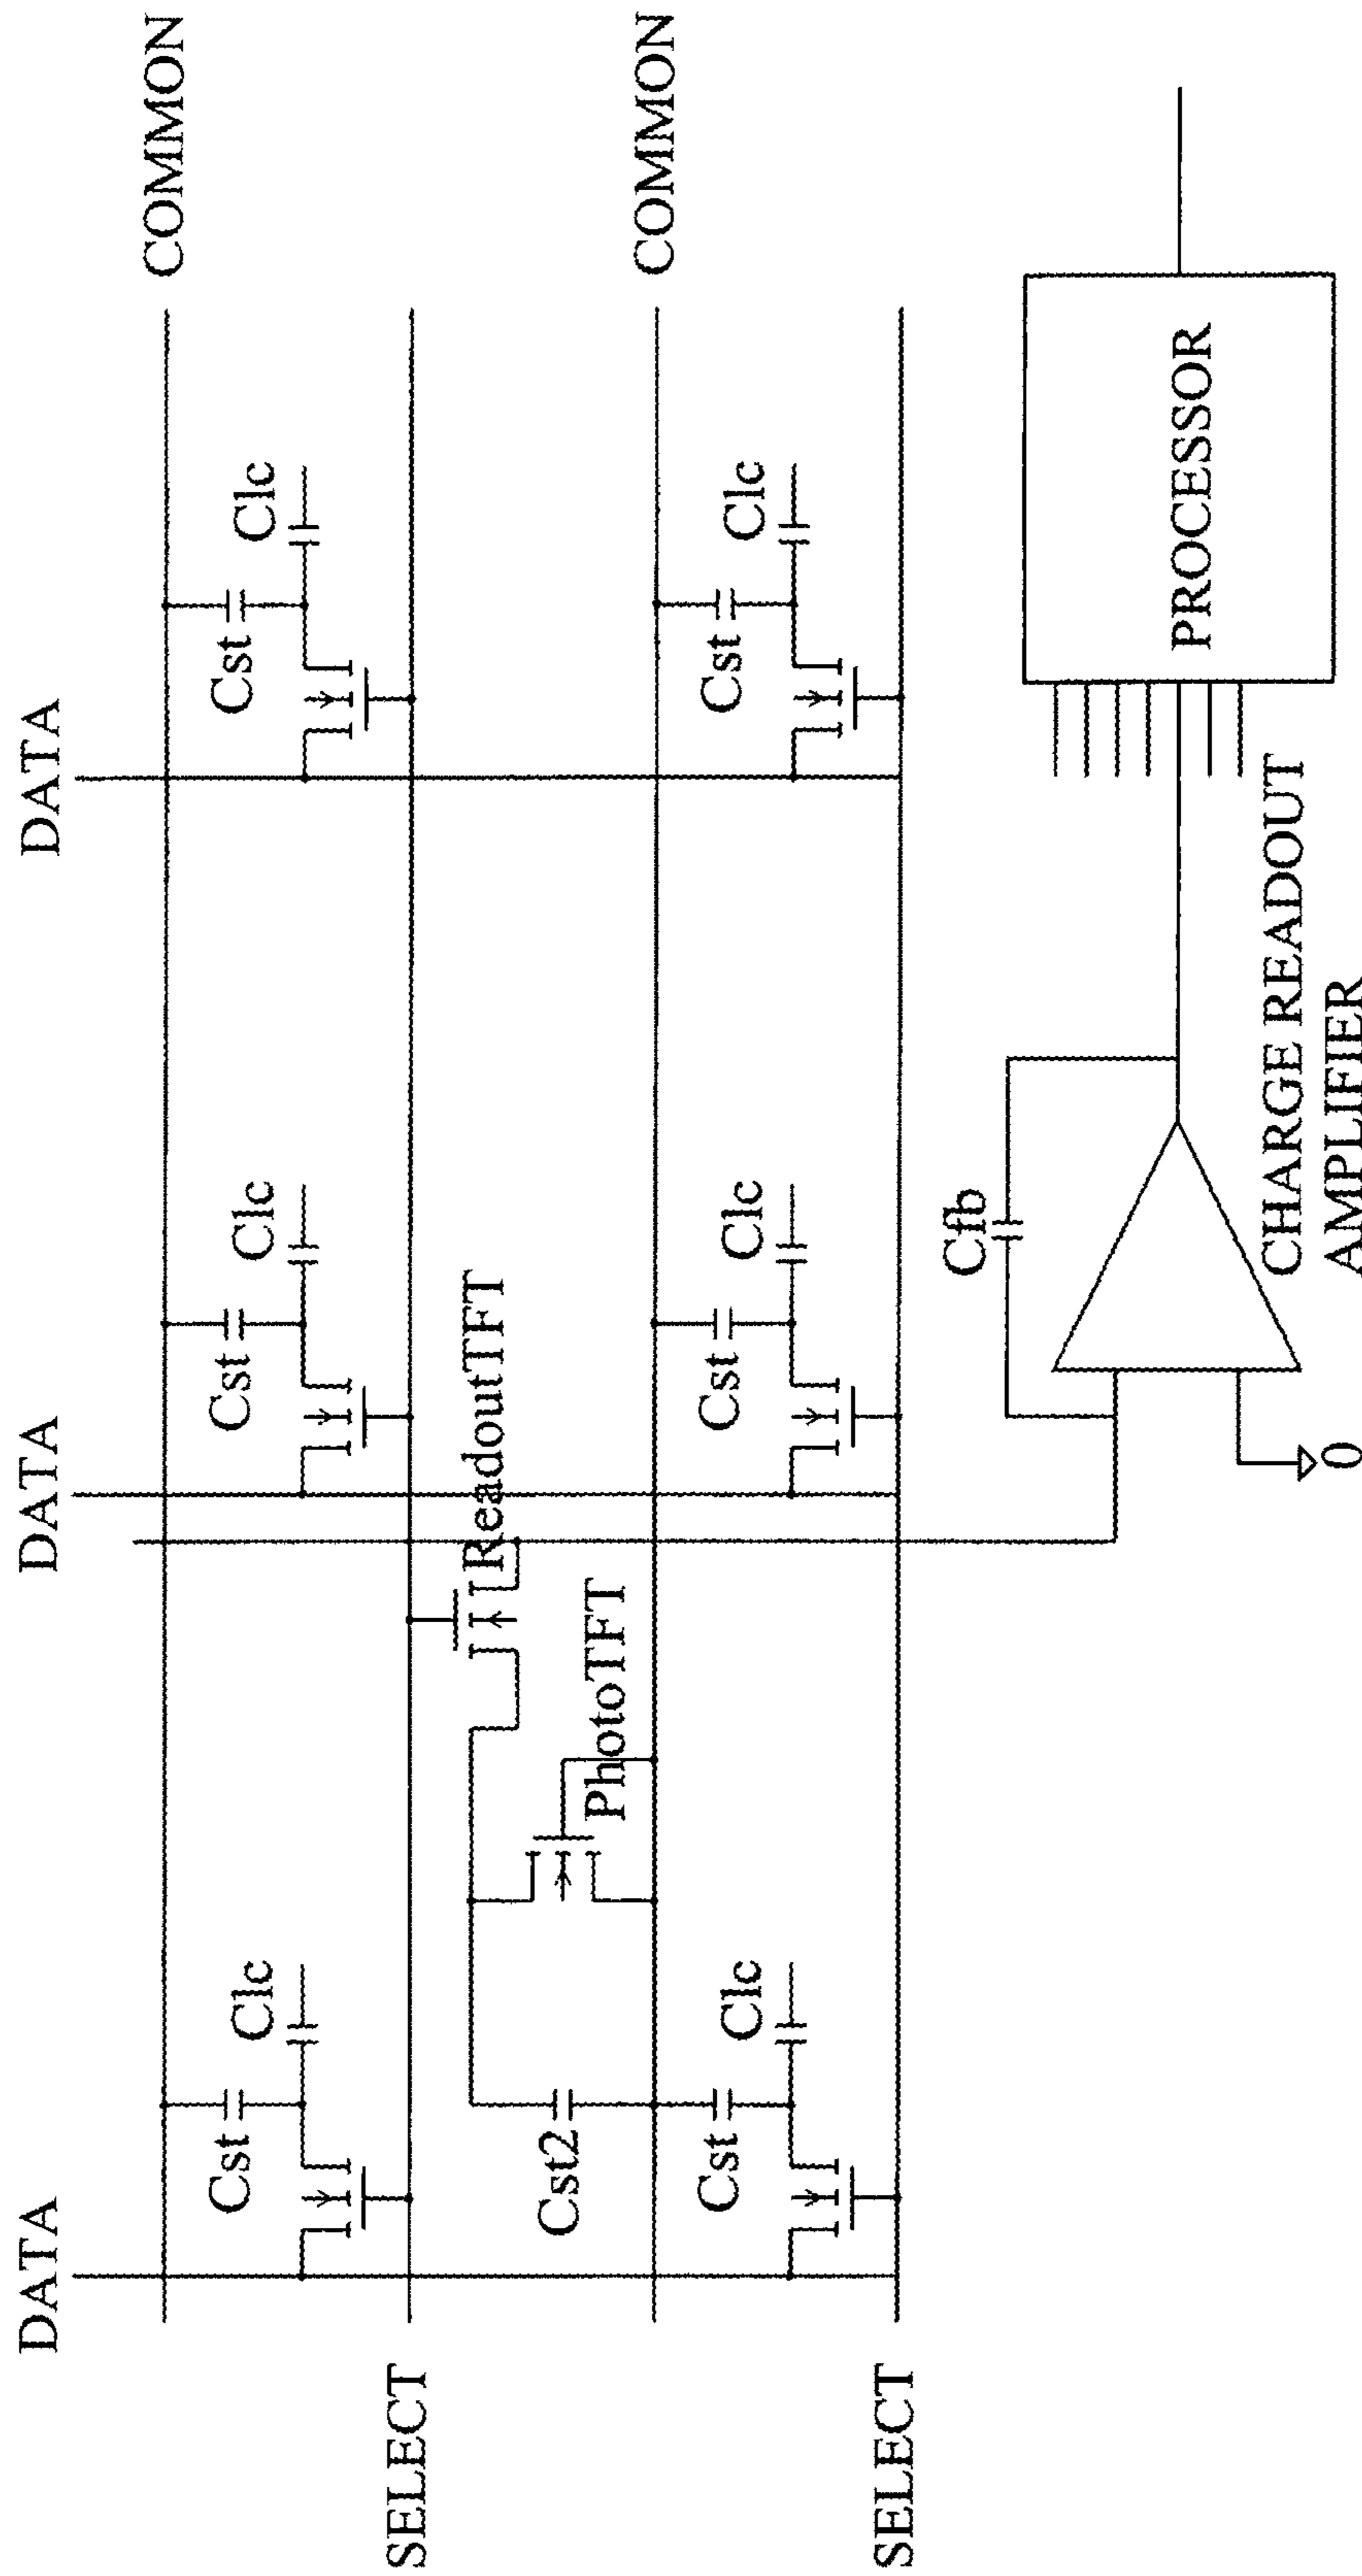 DATA
DATA
DATA
COMMON
Cst
Clc
Cst
Clc
Cst
Clc
SELECT
ReadoutTFT
PhotoTFT
Cst2
COMMON
Cst
Clc
Cst
Clc
Cst
Clc
SELECT
Cfb
0
CHARGE READOUT
AMPLIFIER
PROCESSOR